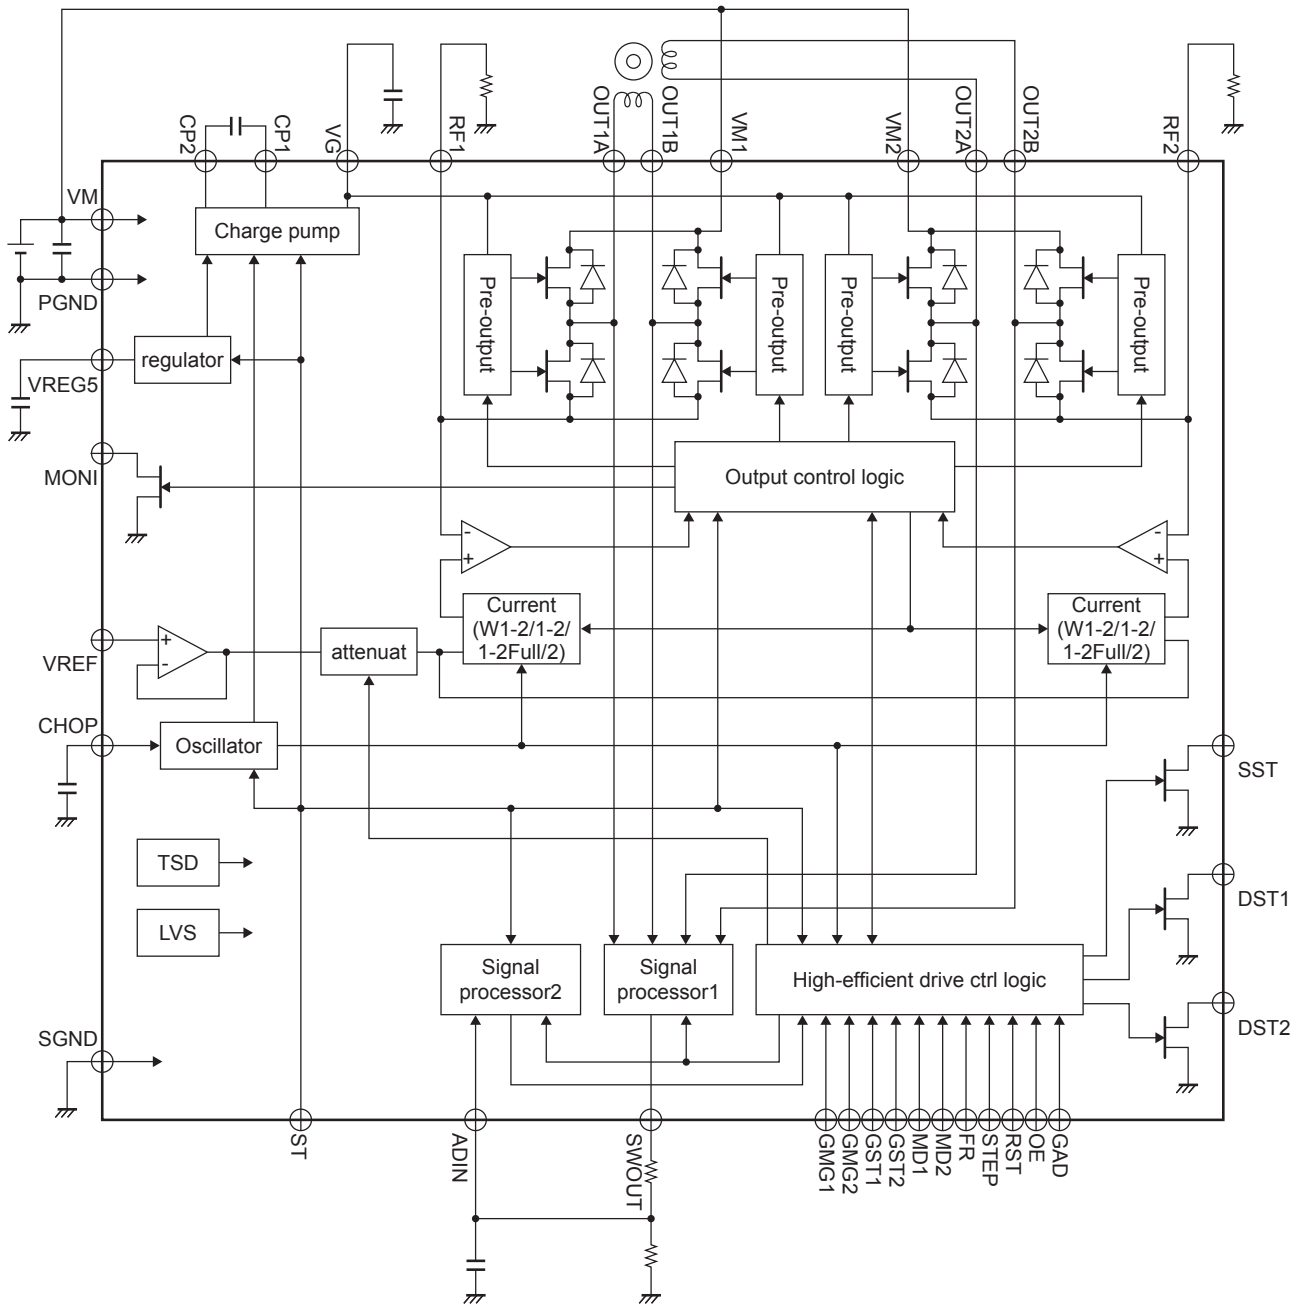 CP2
CP1
VG
RF1
OUT1A
OUT1B
VM1
VM2
OUT2A
OUT2B
RF2
VM
PGND
VREG5
MONI
VREF
CHOP
SGND
Charge pump
regulator
Pre-output
Pre-output
Pre-output
Pre-output
Output control logic
-
+
-
+
+
-
attenuat
Current
(W1-2/1-2/
1-2Full/2)
Current
(W1-2/1-2/
1-2Full/2)
Oscillator
TSD
LVS
Signal
processor2
Signal
processor1
High-efficient drive ctrl logic
SST
DST1
DST2
ST
ADIN
SWOUT
GMG1
GMG2
GST1
GST2
MD1
MD2
FR
STEP
RST
OE
GAD